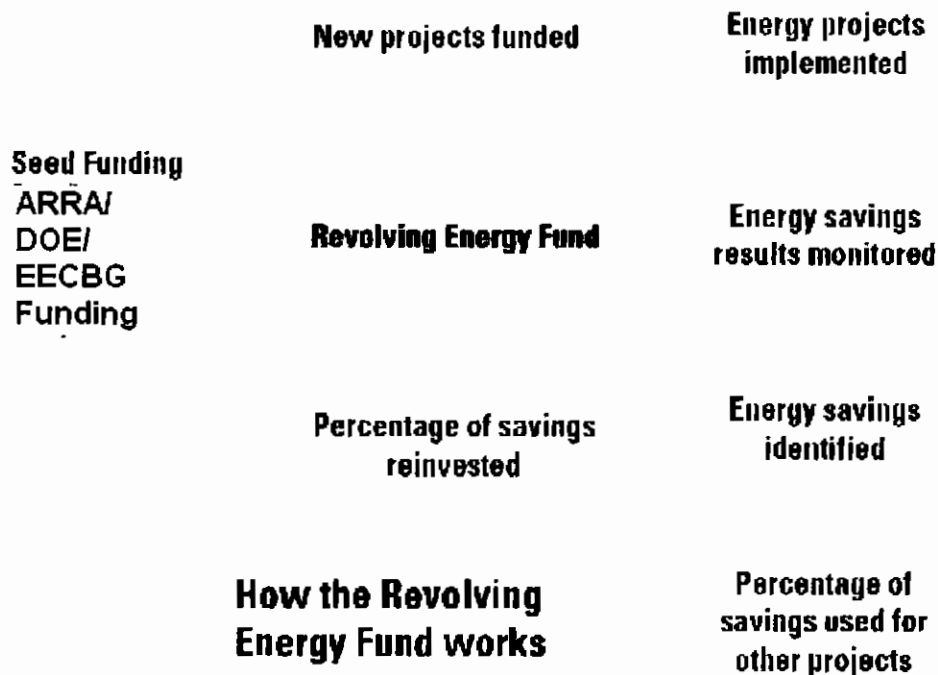 New projects funded
Energy projects
implemented
Seed Funding
ARRA/
DOE/
EECBG
Funding
Revolving Energy Fund
Energy savings
results monitored
Percentage of savings
reinvested
Energy savings
identified
How the Revolving
Energy Fund works
Percentage of
savings used for
other projects